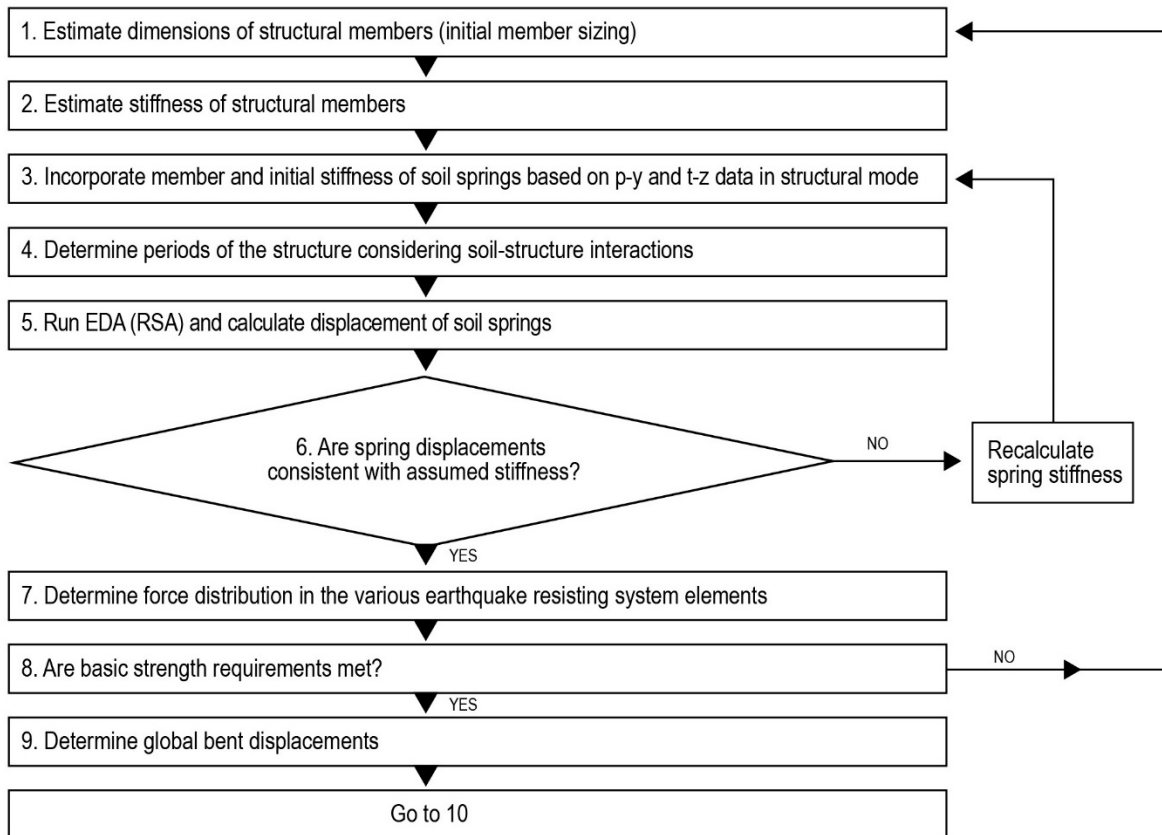 1. Estimate dimensions of structural members (initial member sizing)
2. Estimate stiffness of structural members
3. Incorporate member and initial stiffness of soil springs based on p-y and t-z data in structural mode
4. Determine periods of the structure considering soil-structure interactions
5. Run EDA (RSA) and calculate displacement of soil springs
6. Are spring displacements
consistent with assumed stiffness?
NO
Recalculate
spring stiffness
YES
7. Determine force distribution in the various earthquake resisting system elements
8. Are basic strength requirements met?
NO
YES
9. Determine global bent displacements
Go to 10